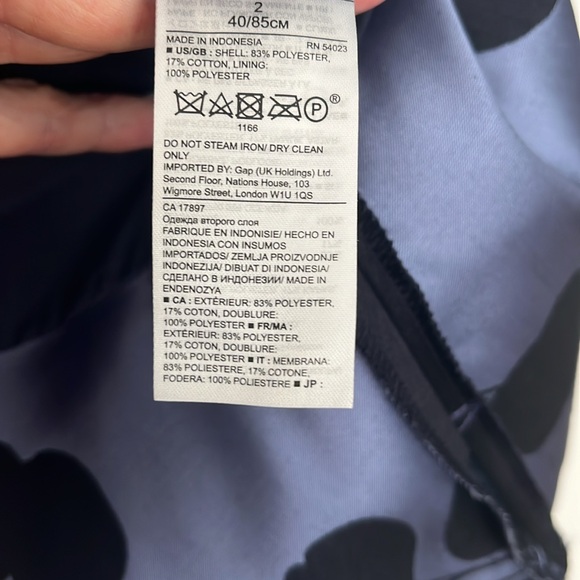 2
40/85CM
MADE IN INDONESIA RN 54023
■ US/GB : SHELL: 83% POLYESTER,
17% COTTON, LINING:
100% POLYESTER
P ®
1166
DO NOT STEAM IRON/ DRY CLEAN
ONLY
IMPORTED BY: Gap (UK Holdings) Ltd.
Second Floor, Nations House, 103
Wigmore Street, London W1U 1QS
CA 17897
Одежда второго слоя
FABRIQUE EN INDONISIE/ HECHO EN
INDONESIA CON INSUMOS
IMPORTADOS/ ZEMLJA PROIZVODNJE
INDONEZIJA/ DIBUAT DI INDONESIA/
СДЕЛАНО В ИНДОНЕЗИИ/ MADE IN
ENDENOZYA
■ CA : EXTÉRIEUR: 83% POLYESTER,
17% COTON, DOUBLURE:
100% POLYESTER ■ FR/MA :
EXTÉRIEUR: 83% POLYESTER,
17% COTON, DOUBLURE:
100% POLYESTER ■ IT : MEMBRANA:
83% POLIESTERE, 17% COTONE,
FODERA: 100% POLIESTERE ■ JP :